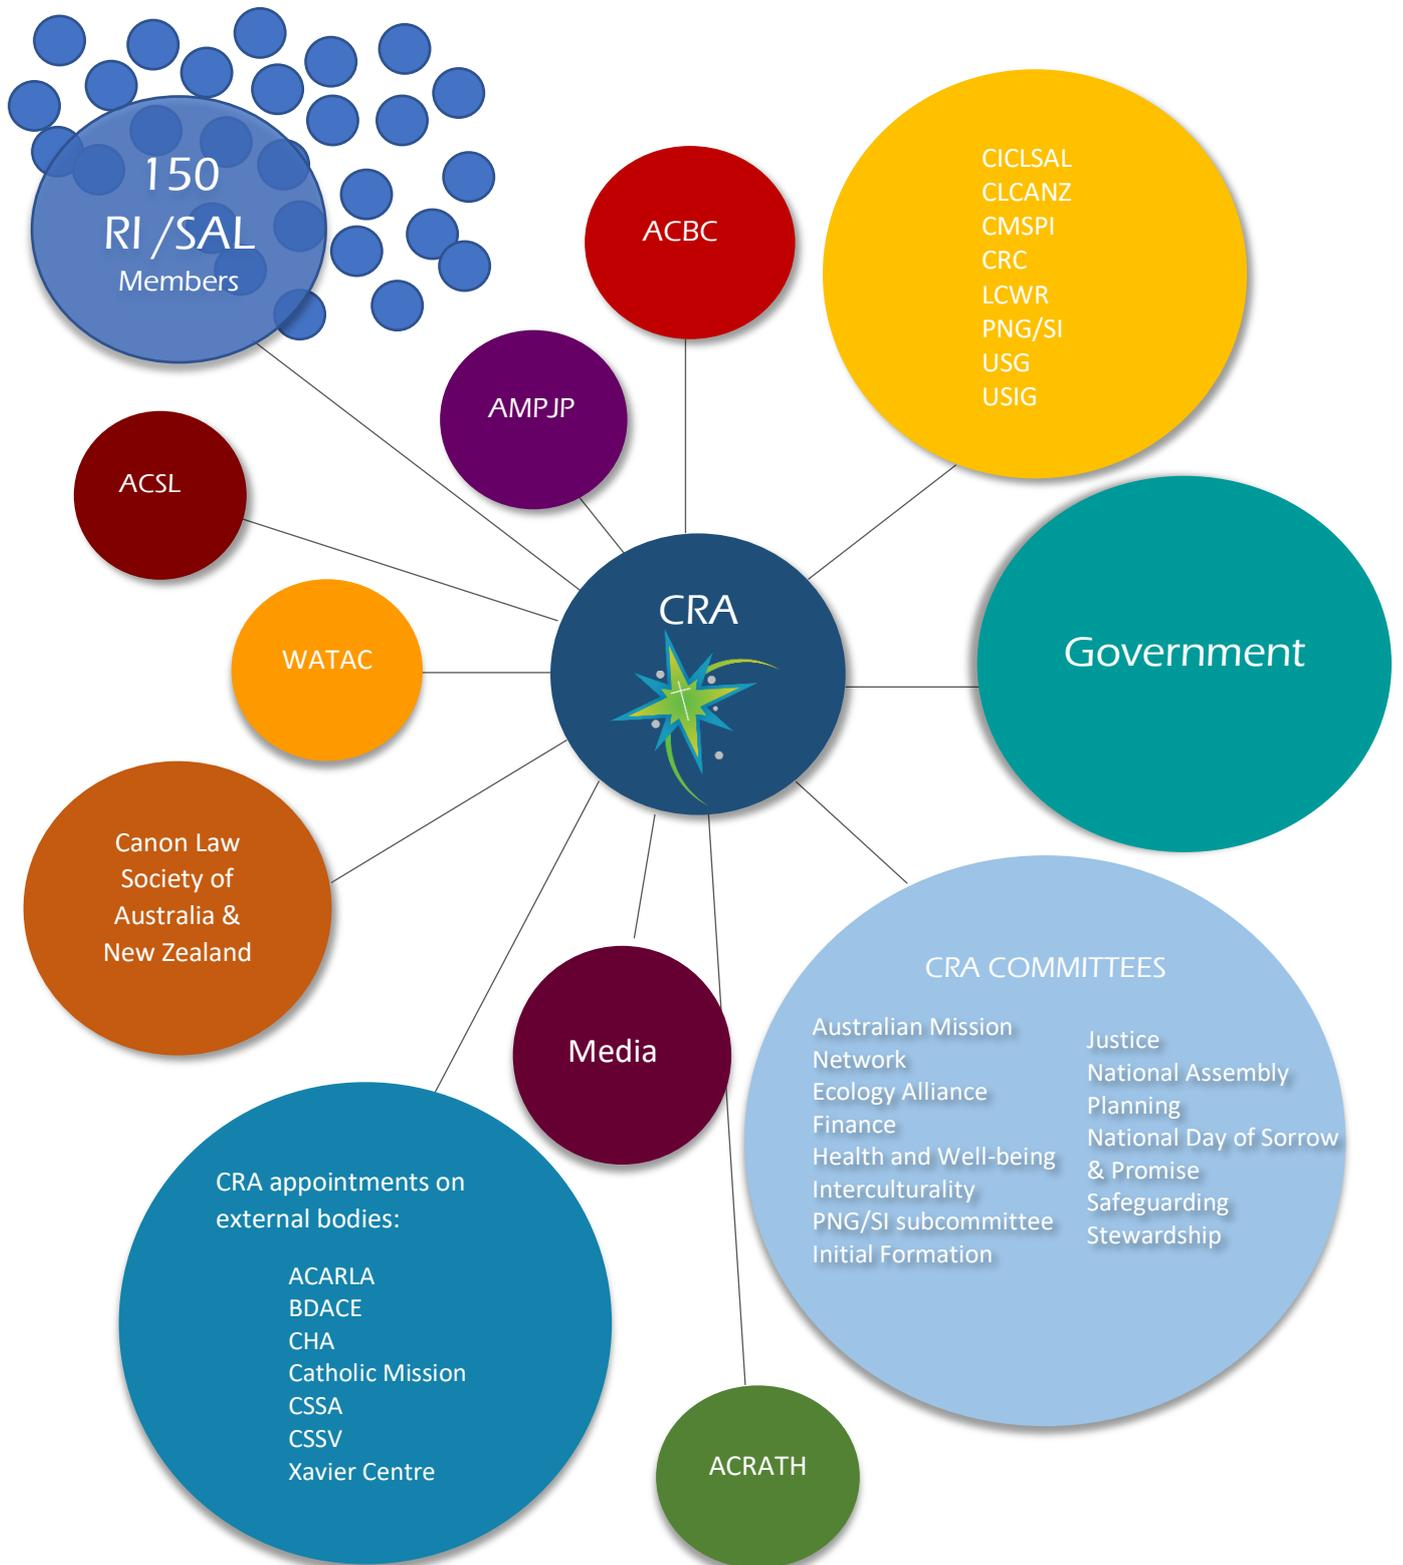 150
RI /SAL
Members
ACBC
CICLSAL
CLCANZ
CMSPI
CRC
LCWR
PNG/SI
USG
USIG
AMPJP
ACSL
CRA
WATAC
Government
Canon Law
Society of
Australia &
New Zealand
Media
CRA COMMITTEES
Australian Mission
Network
Ecology Alliance
Finance
Health and Well-being
Interculturality
PNG/SI subcommittee
Initial Formation
Justice
National Assembly
Planning
National Day of Sorrow
& Promise
Safeguarding
Stewardship
CRA appointments on
external bodies:
ACARLA
BDACE
CHA
Catholic Mission
CSSA
CSSV
Xavier Centre
ACRATH